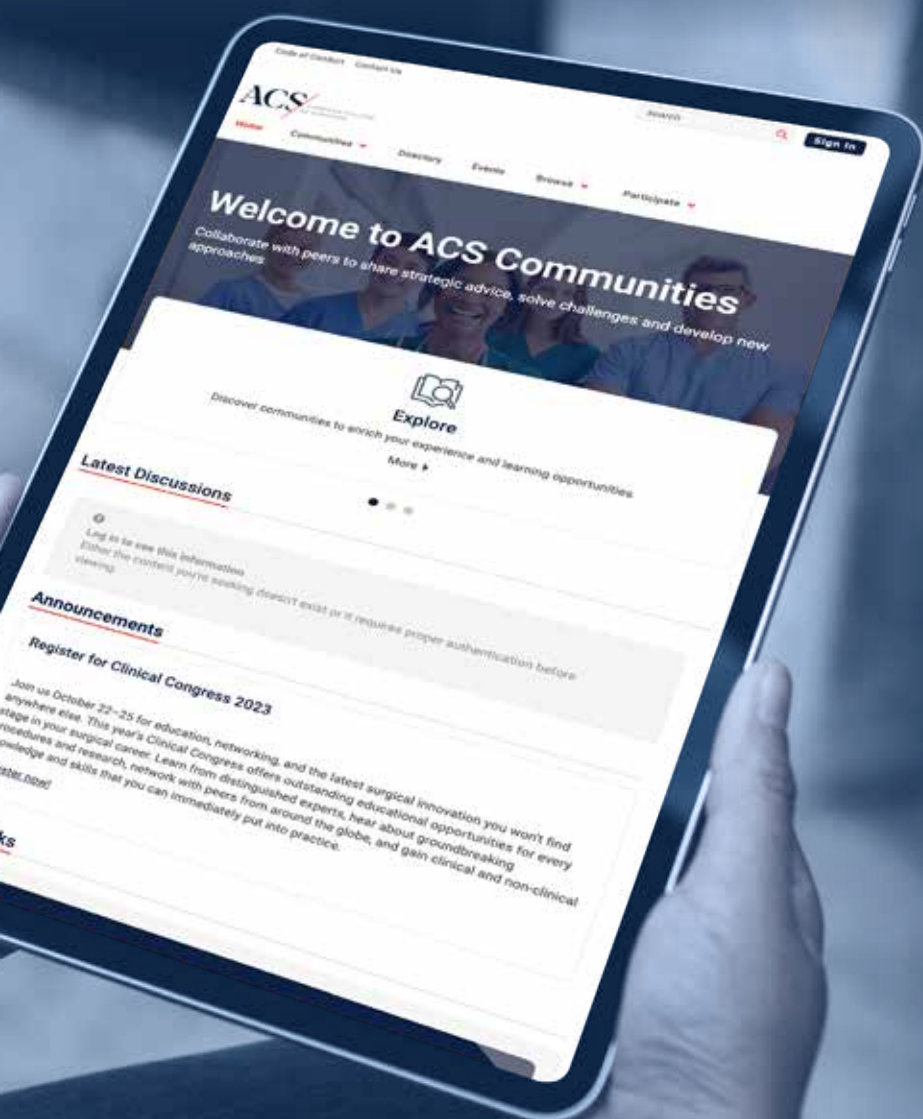 Code of Conduct Contact Us
ACS AMERICAN COLLEGE
OF SURGEONS
Search
Sign In
Home Communities Directory Events Browse Participate
Welcome to ACS Communities
Collaborate with peers to share strategic advice, solve challenges and develop new
approaches
Explore
Discover communities to enrich your experience and learning opportunities
More
Latest Discussions
Log in to see this information
Either the content you're seeking doesn't exist or it requires proper authentication before
viewing.
Announcements
Register for Clinical Congress 2023
Join us October 22–25 for education, networking, and the latest surgical innovation you won't find
anywhere else. This year's Clinical Congress offers outstanding educational opportunities for every
stage in your surgical career. Learn from distinguished experts, hear about groundbreaking
procedures and research, network with peers from around the globe, and gain clinical and non-clinical
knowledge and skills that you can immediately put into practice.